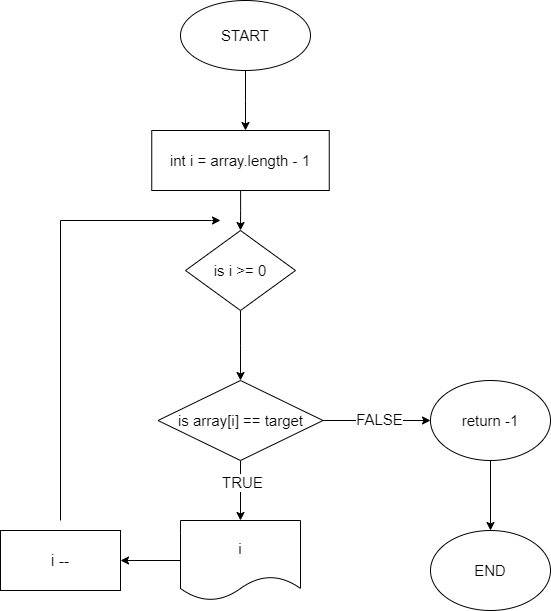 START
int i = array.length - 1
is i >= 0
is array[i] == target
FALSE
return -1
TRUE
i
i --
END